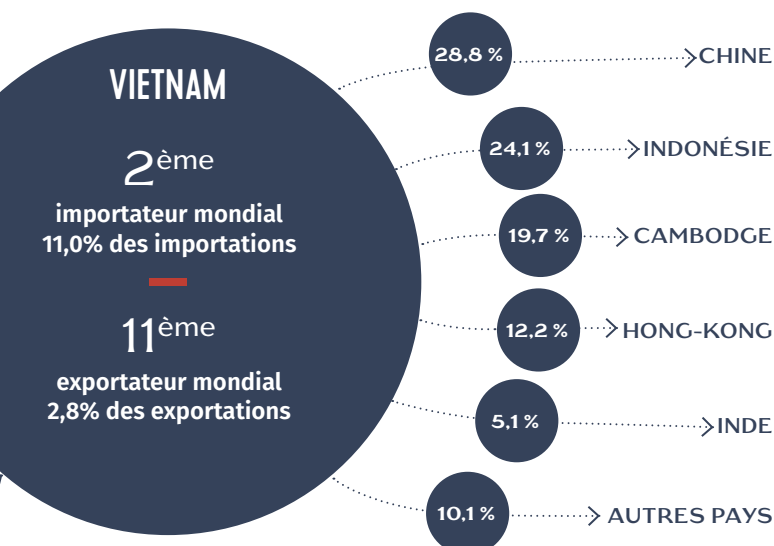 VIETNAM
2ème
importateur mondial
11,0% des importations
11ème
exportateur mondial
2,8% des exportations
28,8 % CHINE
24,1 % INDONÉSIE
19,7 % CAMBODGE
12,2 % HONG-KONG
5,1 % INDE
10,1 % AUTRES PAYS